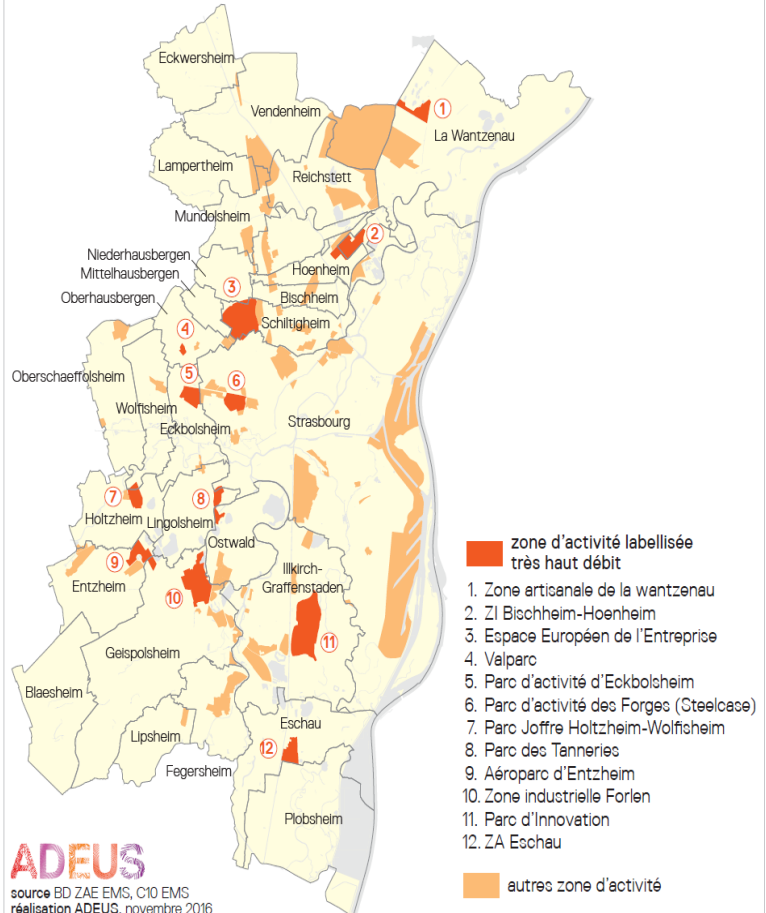 Eckwersheim
Vendenheim
1
La Wantzenau
Lampertheim
Reichstett
Mundolsheim
2
Niederhausbergen
Mittelhausbergen
Hoenheim
3
Oberhausbergen
Bischheim
Schiltigheim
4
Oberschaeffolsheim
5
6
Wolfisheim
Strasbourg
Eckbolsheim
7
8
Holtzheim
Lingolsheim
Ostwald
9
Entzheim
Illkirch-
Graffenstaden
10
11
Geispolsheim
Blaesheim
Eschau
Lipsheim
12
Fegersheim
Plobsheim
zone d'activité labellisée
très haut débit
1. Zone artisanale de la wantzenau
2. ZI Bischheim-Hoenheim
3. Espace Européen de l'Entreprise
4. Valparc
5. Parc d'activité d'Eckbolsheim
6. Parc d'activité des Forges (Steelcase)
7. Parc Joffre Holtzheim-Wolfisheim
8. Parc des Tanneries
9. Aéroparc d'Entzheim
10. Zone industrielle Forlen
11. Parc d'Innovation
12. ZA Eschau
autres zone d'activité
ADEUS
source BD ZAE EMS, C10 EMS
réalisation ADEUS, novembre 2016